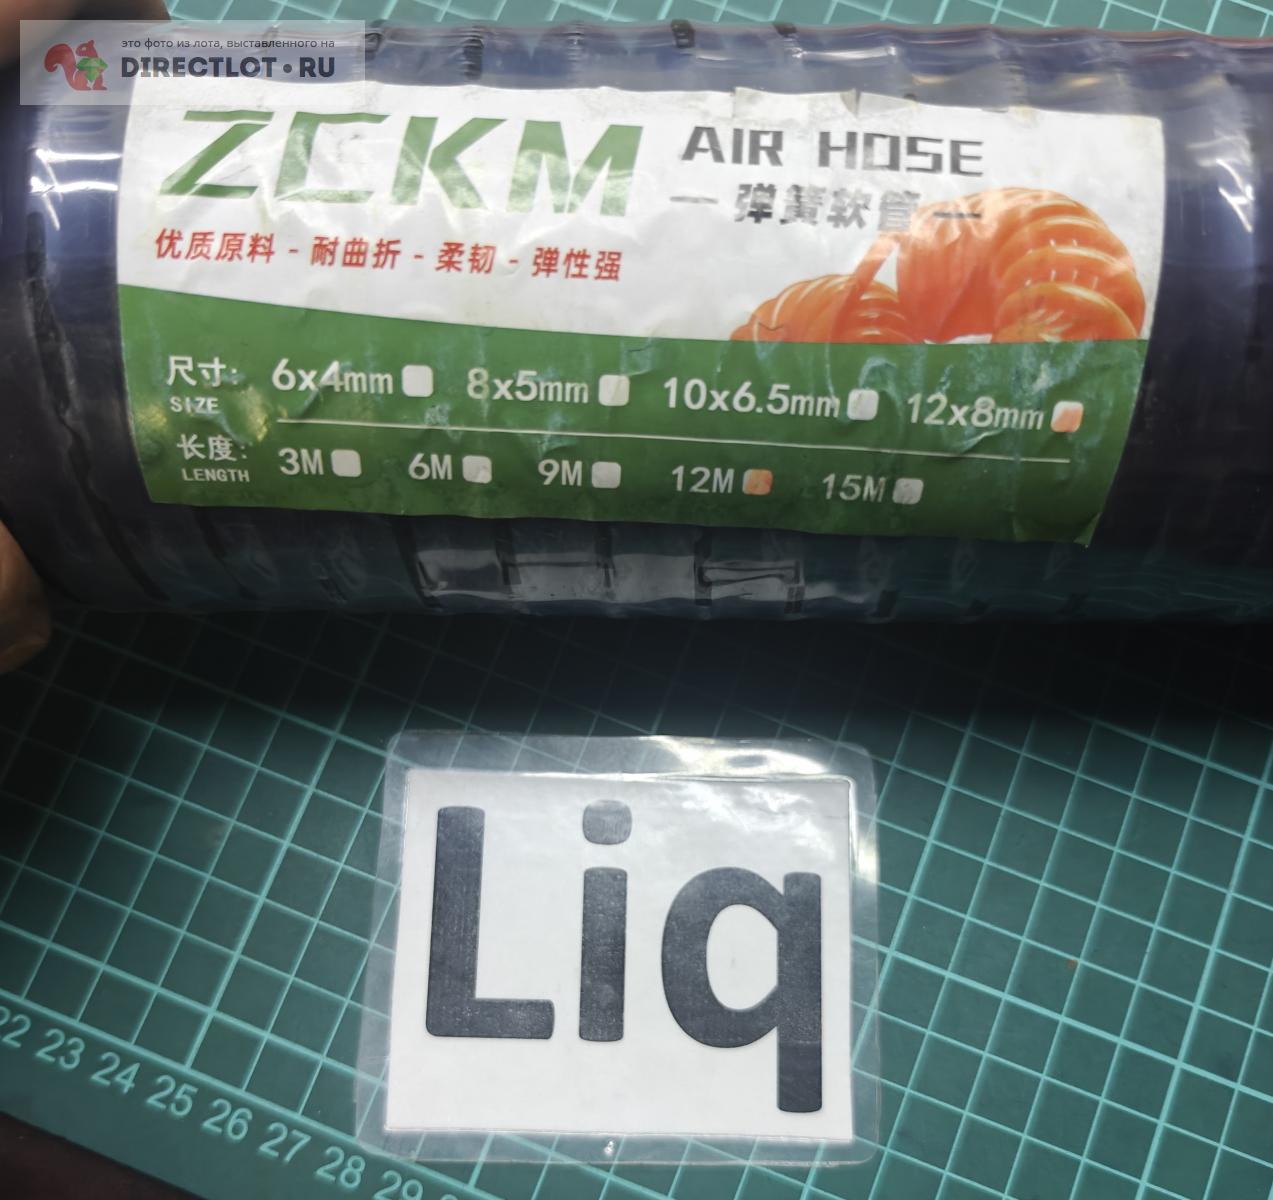 это фото из лота, выставленного на
DIRECTLOT•RU
ZCKM
AIR HOSE
— 弹簧软管 —
优质原料 - 耐曲折 - 柔韧 - 弹性强
尺寸: 6x4mm 8x5mm 10x6.5mm 12x8mm
SIZE
长度: 3M 6M 9M 12M 15M
LENGTH
Liq
22 23 24 25 26 27 28 29